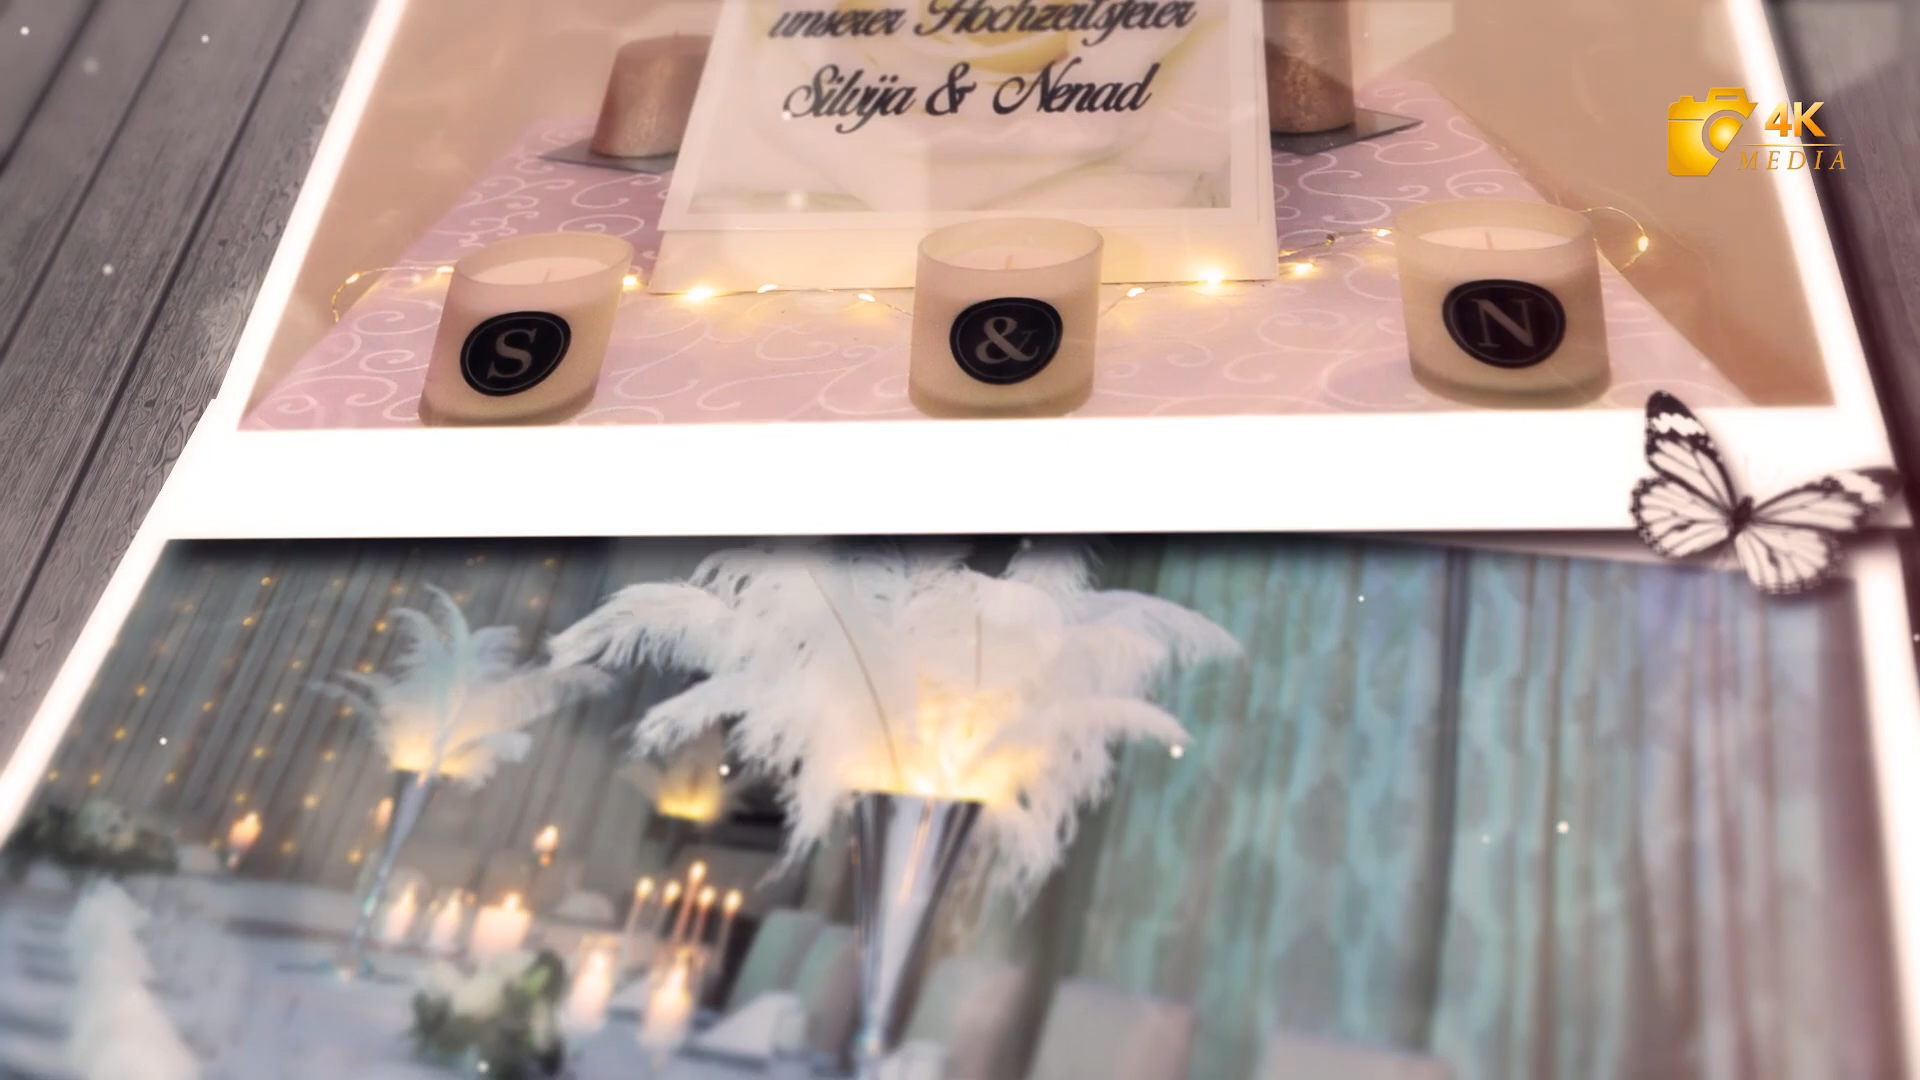 unserer Hochzeitsfeier
Silvija & Nenad
4K
MEDIA
S & N